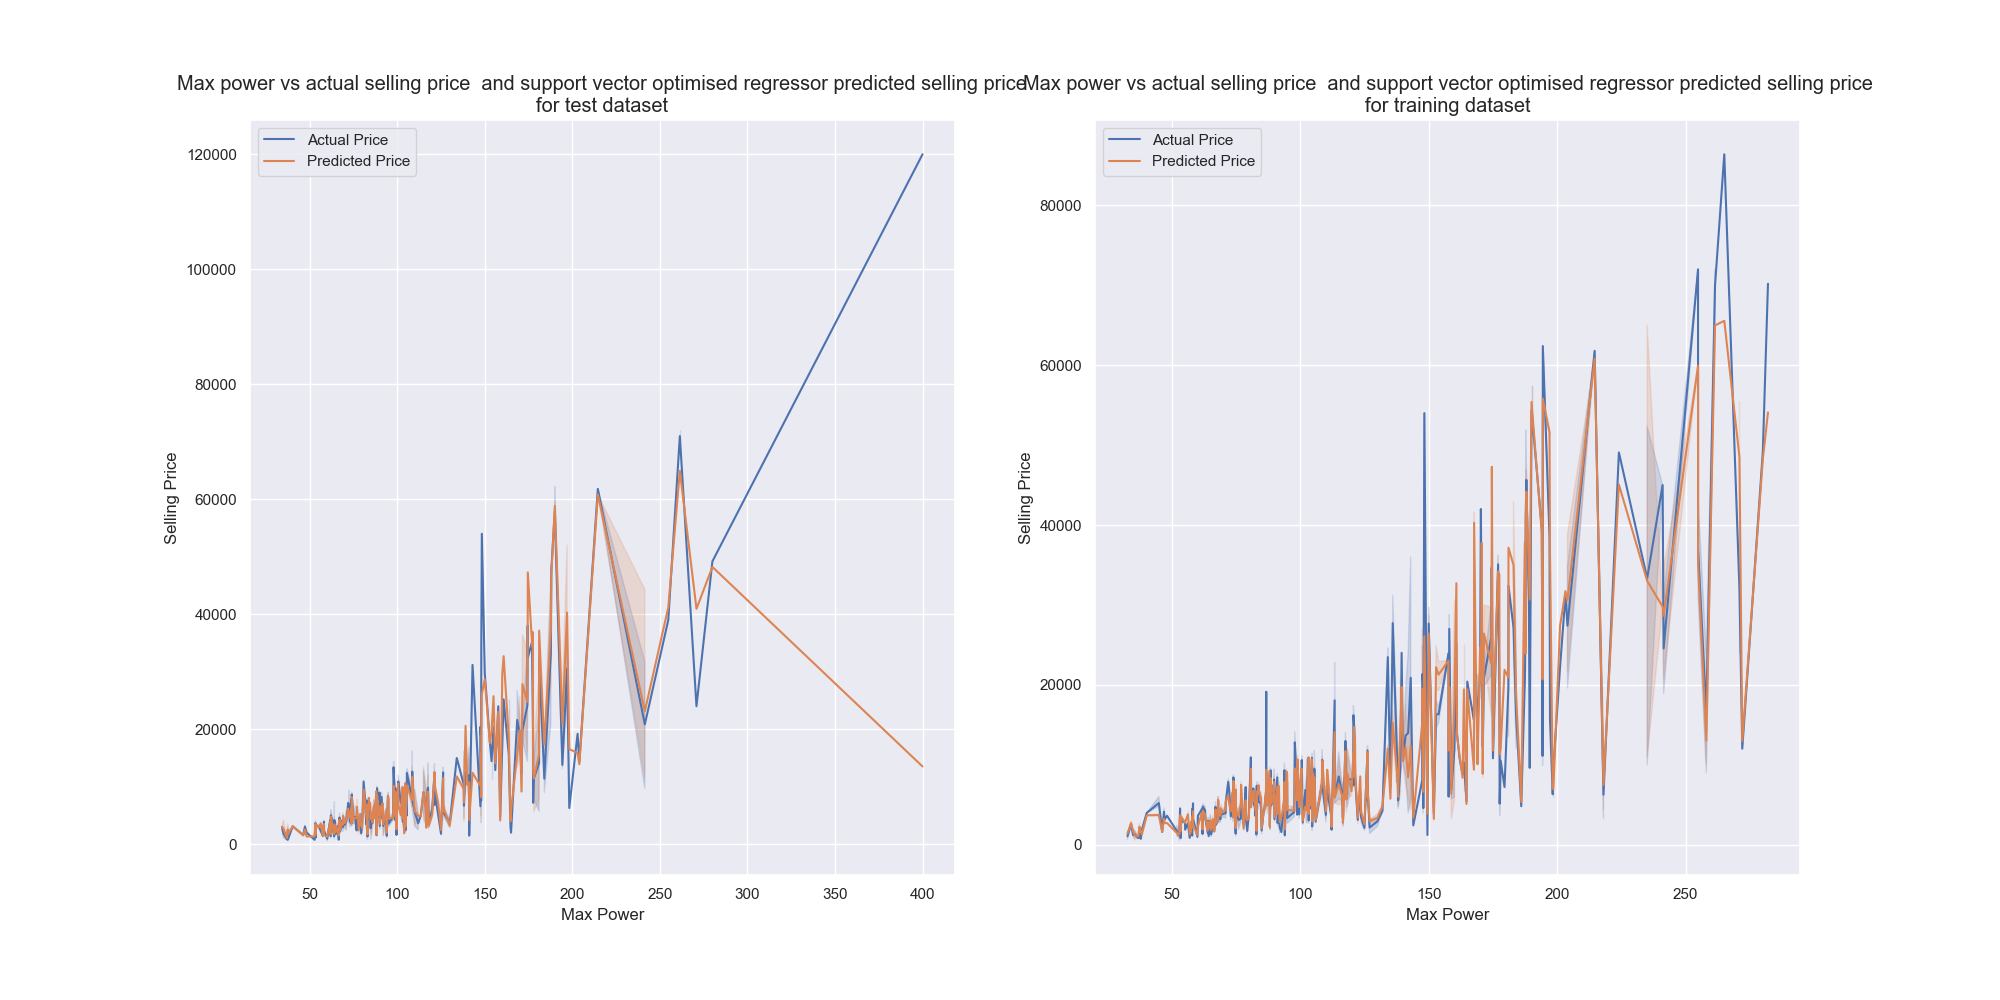 Max power vs actual selling price  and support vector optimised regressor predicted selling price
for test dataset
Actual Price
Predicted Price
120000
100000
80000
60000
40000
20000
0
Selling Price
50 100 150 200 250 300 350 400
Max Power
Max power vs actual selling price  and support vector optimised regressor predicted selling price
for training dataset
Actual Price
Predicted Price
80000
60000
40000
20000
0
Selling Price
50 100 150 200 250
Max Power